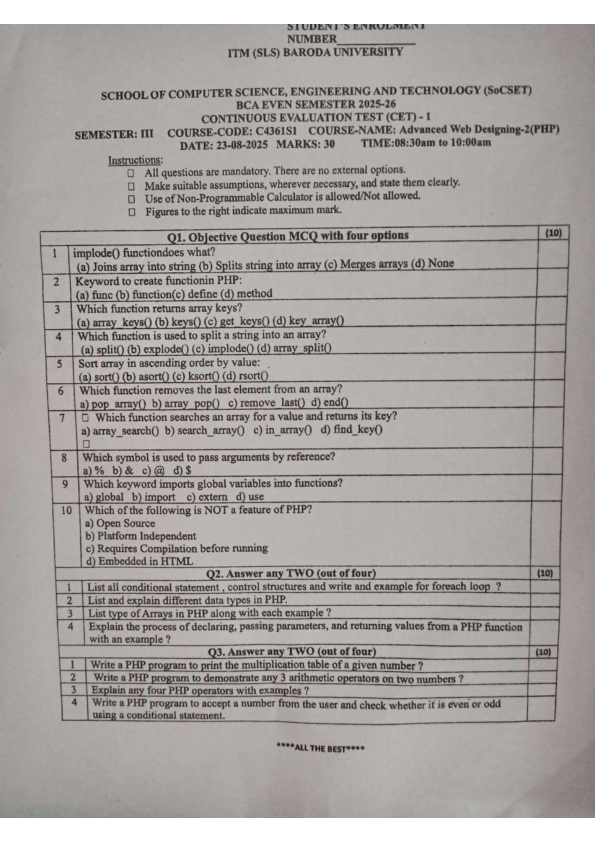 STUDENT'S ENROLMENT
NUMBER____________
ITM (SLS) BARODA UNIVERSITY
SCHOOL OF COMPUTER SCIENCE, ENGINEERING AND TECHNOLOGY (SoCSET)
BCA EVEN SEMESTER 2025-26
CONTINUOUS EVALUATION TEST (CET) - 1
SEMESTER: III COURSE-CODE: C4361S1 COURSE-NAME: Advanced Web Designing-2(PHP)
DATE: 23-08-2025 MARKS: 30 TIME:08:30am to 10:00am
Instructions:
□ All questions are mandatory. There are no external options.
□ Make suitable assumptions, wherever necessary, and state them clearly.
□ Use of Non-Programmable Calculator is allowed/Not allowed.
□ Figures to the right indicate maximum mark.
Q1. Objective Question MCQ with four options (10)
1 implode() functiondoes what?
(a) Joins array into string (b) Splits string into array (c) Merges arrays (d) None
2 Keyword to create functionin PHP:
(a) func (b) function(c) define (d) method
3 Which function returns array keys?
(a) array_keys() (b) keys() (c) get_keys() (d) key_array()
4 Which function is used to split a string into an array?
(a) split() (b) explode() (c) implode() (d) array_split()
5 Sort array in ascending order by value:
(a) sort() (b) asort() (c) ksort() (d) rsort()
6 Which function removes the last element from an array?
a) pop_array() b) array_pop() c) remove_last() d) end()
7 □ Which function searches an array for a value and returns its key?
a) array_search() b) search_array() c) in_array() d) find_key()
□
8 Which symbol is used to pass arguments by reference?
a) % b) & c) @ d) $
9 Which keyword imports global variables into functions?
a) global b) import c) extern d) use
10 Which of the following is NOT a feature of PHP?
a) Open Source
b) Platform Independent
c) Requires Compilation before running
d) Embedded in HTML
Q2. Answer any TWO (out of four) (10)
1 List all conditional statement , control structures and write and example for foreach loop ?
2 List and explain different data types in PHP.
3 List type of Arrays in PHP along with each example ?
4 Explain the process of declaring, passing parameters, and returning values from a PHP function
with an example ?
Q3. Answer any TWO (out of four) (10)
1 Write a PHP program to print the multiplication table of a given number ?
2 Write a PHP program to demonstrate any 3 arithmetic operators on two numbers ?
3 Explain any four PHP operators with examples ?
4 Write a PHP program to accept a number from the user and check whether it is even or odd
using a conditional statement.
****ALL THE BEST****